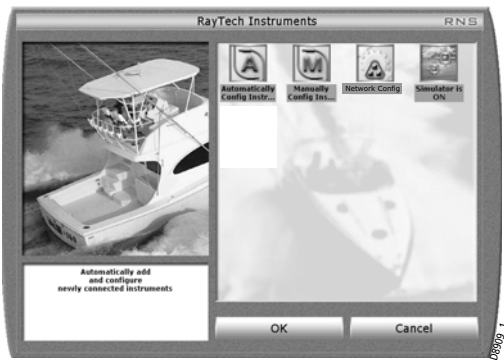 RayTech Instruments
RNS
Automatically
Config Instr...
Manually
Config Ins...
Network Config
Simulator is
ON
Automatically add
and configure
newly connected instruments
OK
Cancel